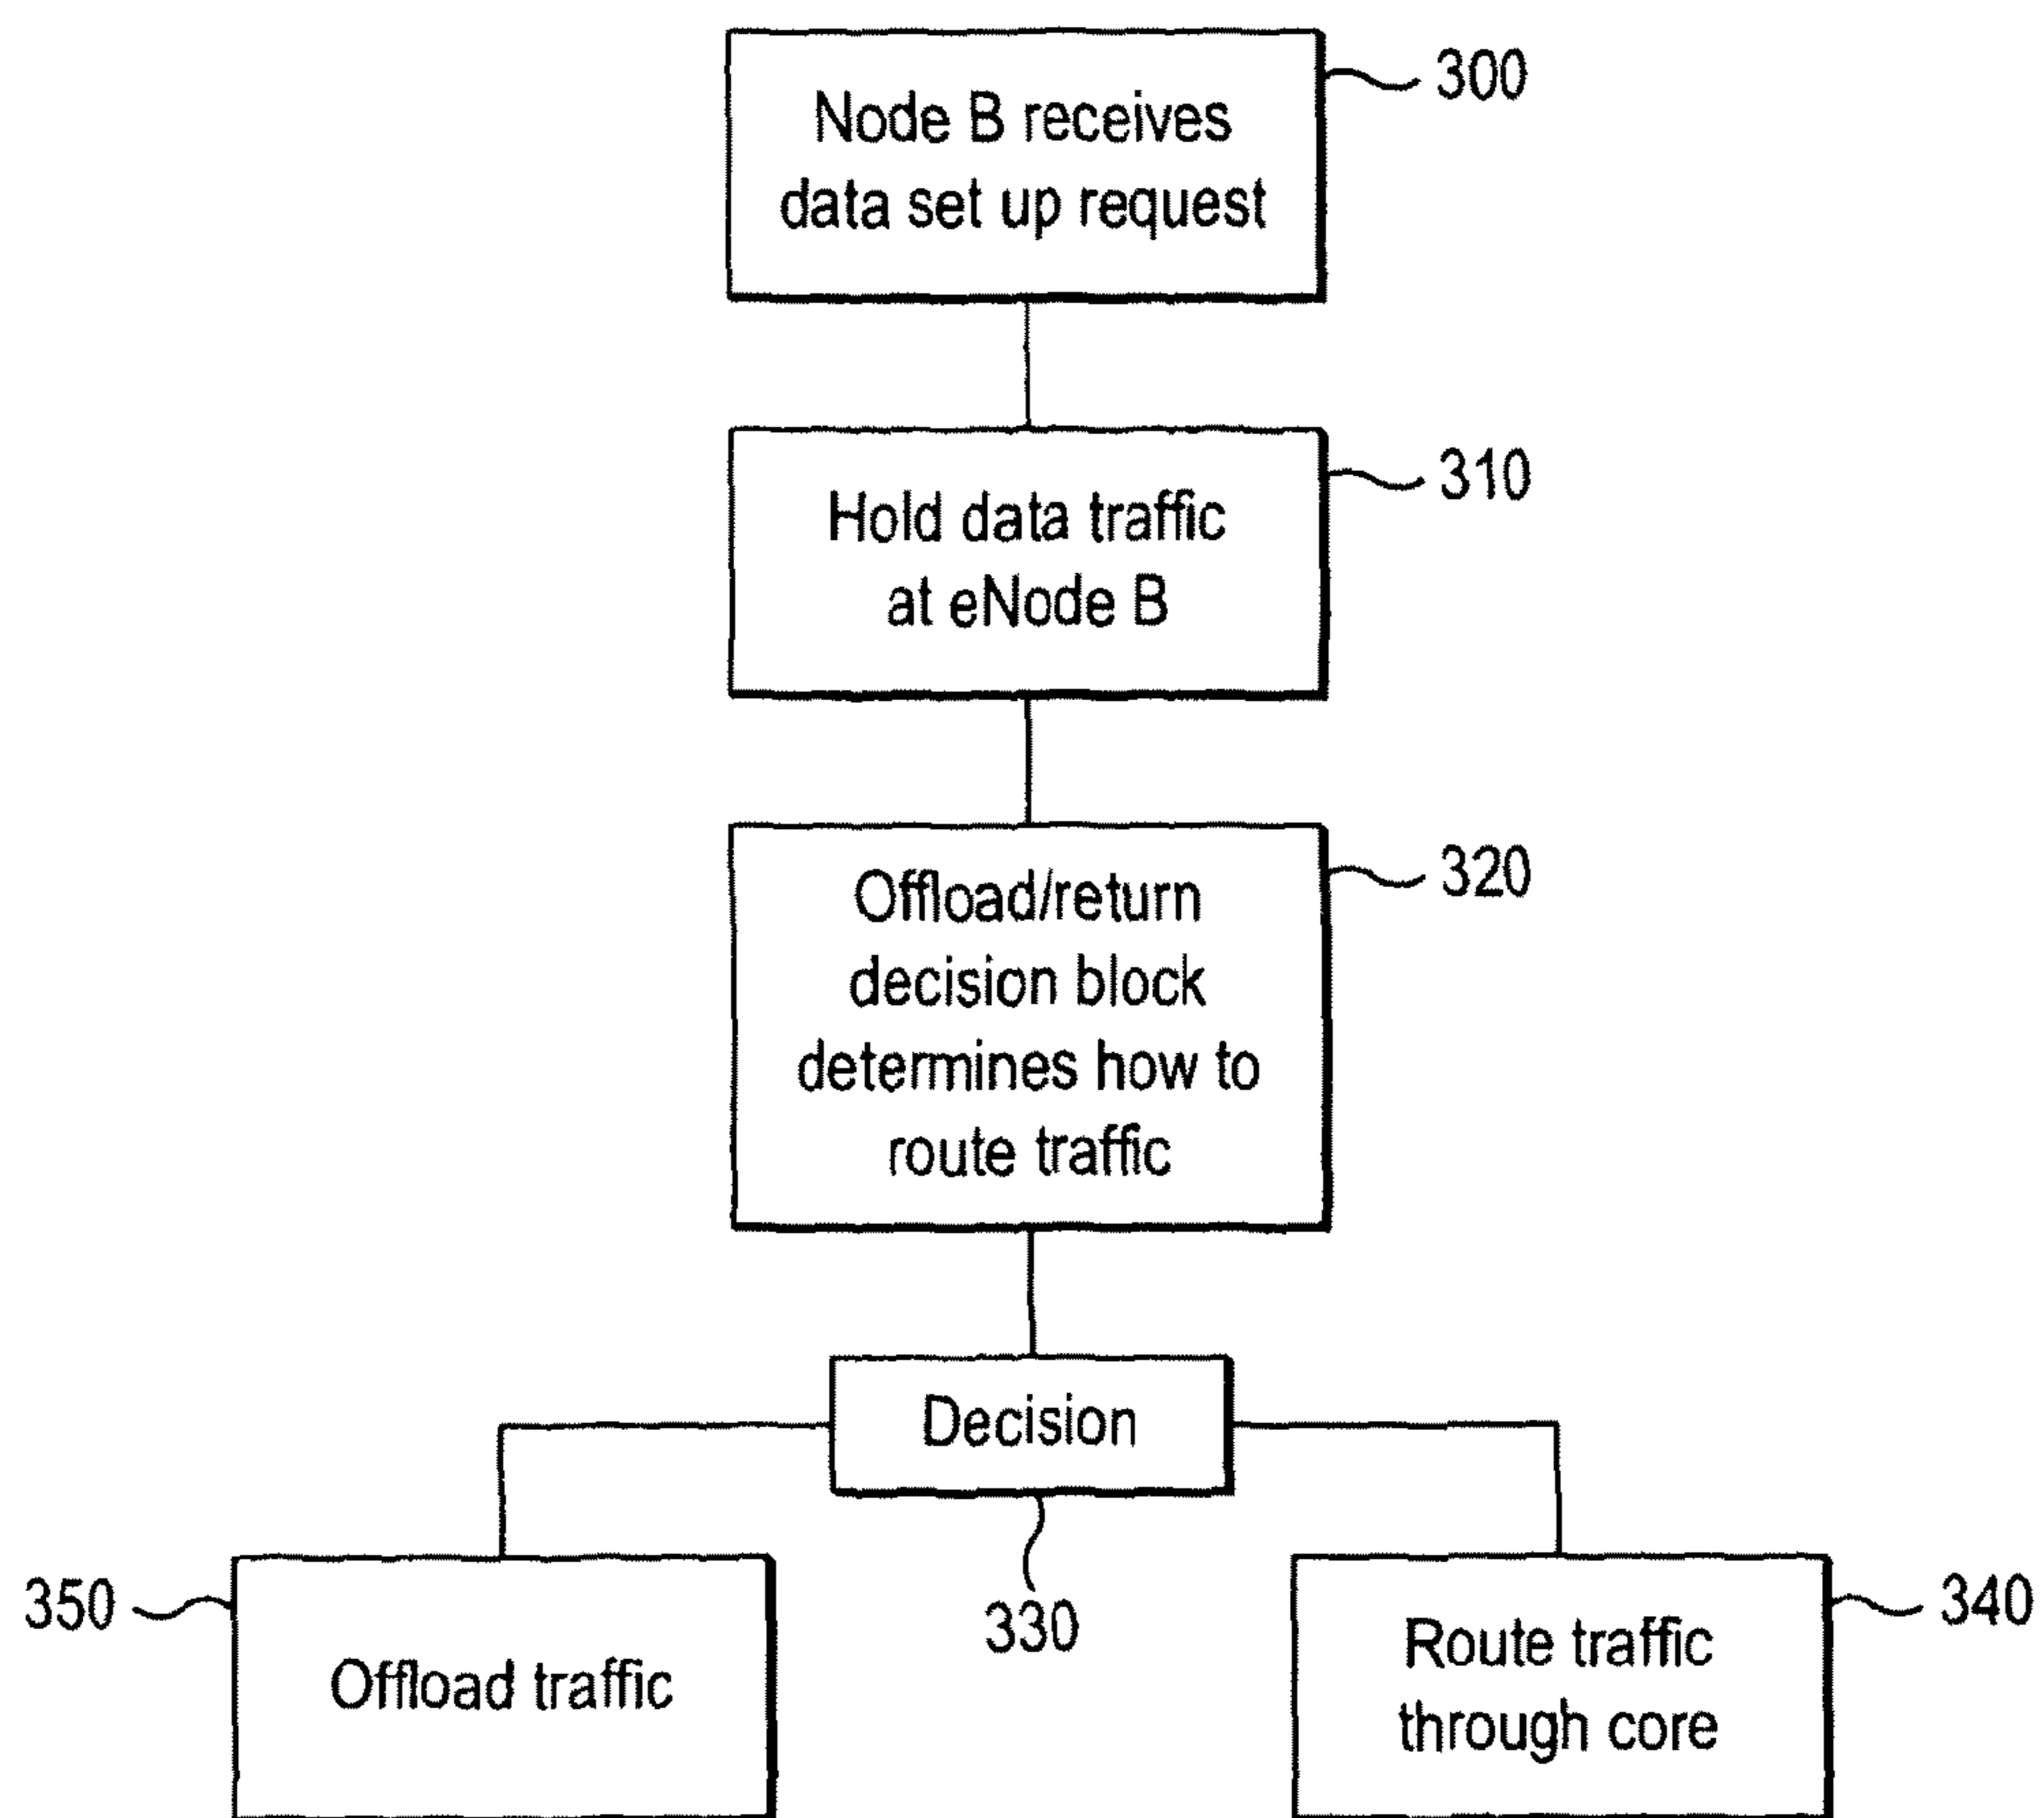 Node B receives
data set up request
300
Hold data traffic
at eNode B
310
Offload/return
decision block
determines how to
route traffic
320
Decision
330
350
Offload traffic
Route traffic
through core
340